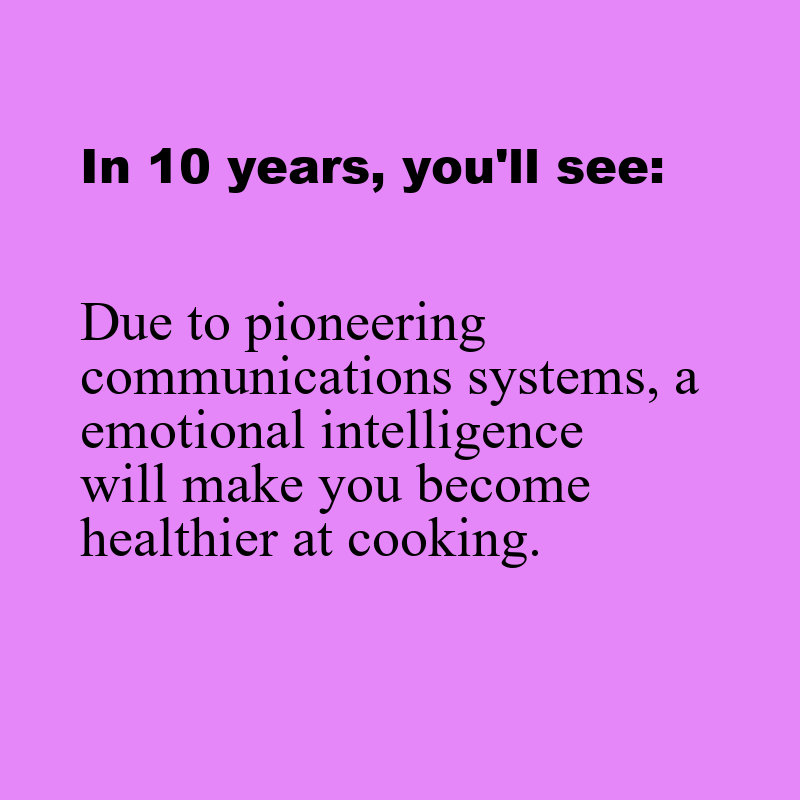 In 10 years, you'll see:
Due to pioneering
communications systems, a
emotional intelligence
will make you become
healthier at cooking.